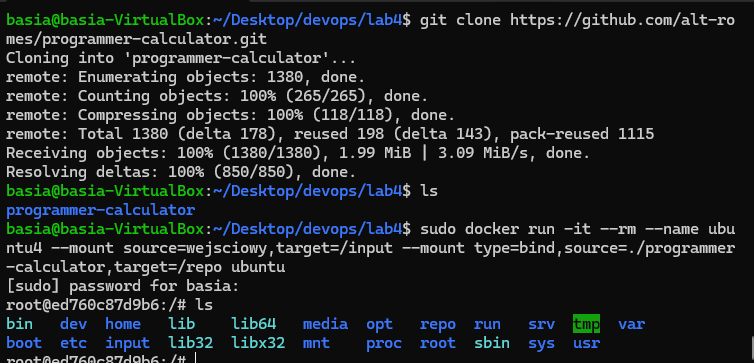 basia@basia-VirtualBox:~/Desktop/devops/lab4$ git clone https://github.com/alt-ro
mes/programmer-calculator.git
Cloning into 'programmer-calculator'...
remote: Enumerating objects: 1380, done.
remote: Counting objects: 100% (265/265), done.
remote: Compressing objects: 100% (118/118), done.
remote: Total 1380 (delta 178), reused 198 (delta 143), pack-reused 1115
Receiving objects: 100% (1380/1380), 1.99 MiB | 3.09 MiB/s, done.
Resolving deltas: 100% (850/850), done.
basia@basia-VirtualBox:~/Desktop/devops/lab4$ ls
programmer-calculator
basia@basia-VirtualBox:~/Desktop/devops/lab4$ sudo docker run -it --rm --name ubu
ntu4 --mount source=wejsciowy,target=/input --mount type=bind,source=./programmer
-calculator,target=/repo ubuntu
[sudo] password for basia:
root@ed760c87d9b6:/# ls
bin dev home lib lib64 media opt repo run srv tmp var
boot etc input lib32 libx32 mnt proc root sbin sys usr
root@ed760c87d9b6:/#